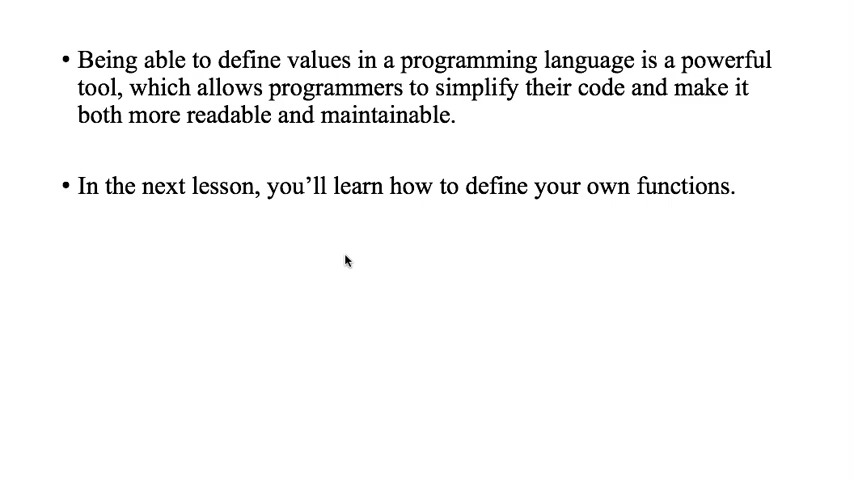 • Being able to define values in a programming language is a powerful
tool, which allows programmers to simplify their code and make it
both more readable and maintainable.
• In the next lesson, you’ll learn how to define your own functions.